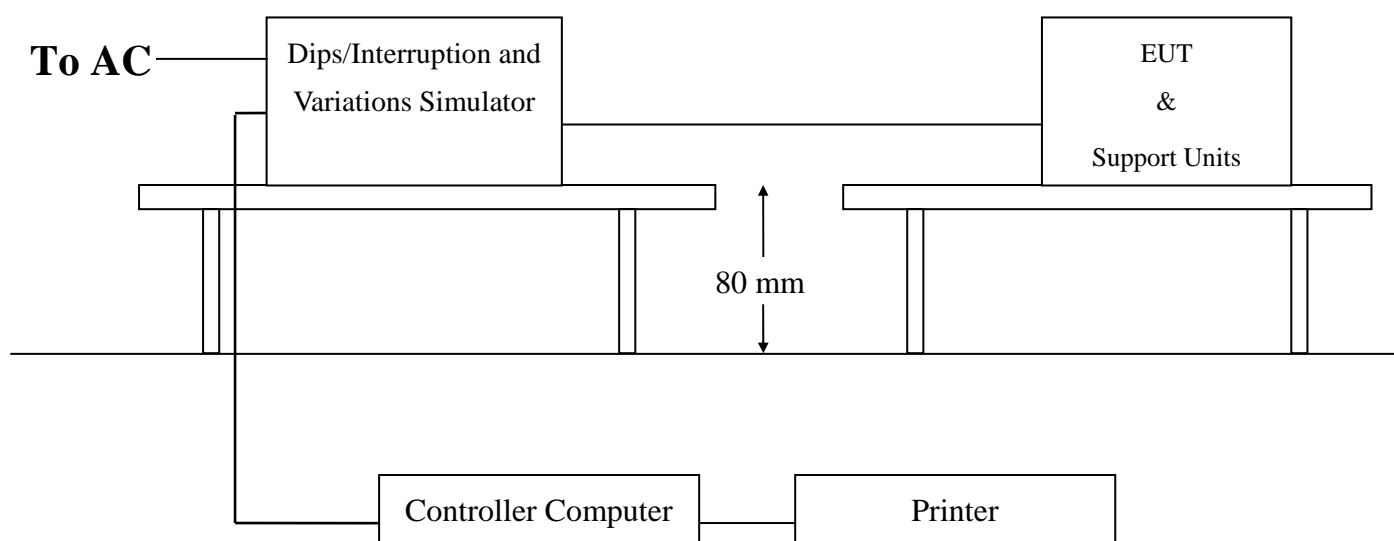 To AC
Dips/Interruption and
Variations Simulator
EUT
&
Support Units
80 mm
Controller Computer
Printer